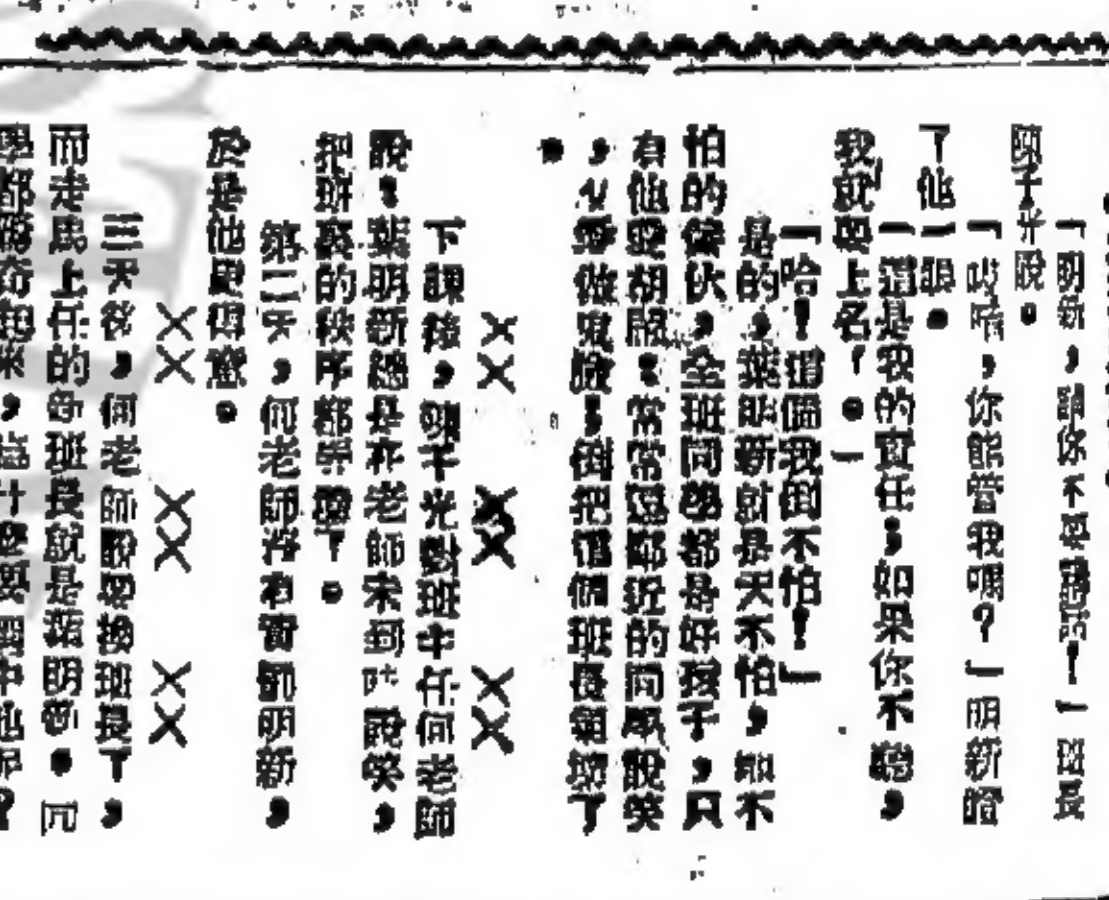 「明新，請你不要講話！」班長
陳子光說。
「哎唷，你能管我嗎？」明新瞪
了他一眼。
「這是我的責任；如果你不聽，
我就要上名！。」
「哈！這個我倒不怕！」
是的，葉明新就是天不怕，地不
怕的傢伙，全班同學都是好孩子，只
有他愛胡鬧：常常逗鄰近的同學說笑
，又愛做鬼臉；倒把這個班長氣壞了
。
×× ×× ××
下課後，陳子光對班中任何老師
說：葉明新總是在老師未到時說笑，
把班裏的秩序都弄壞了。
第二天，何老師沒有責罰明新，
於是他更得意。
×× ×× ××
三天後，何老師說要換班長了，
而走馬上任的新班長就是葉明新。同
學都驚奇起來，為什麼要選中他呢？